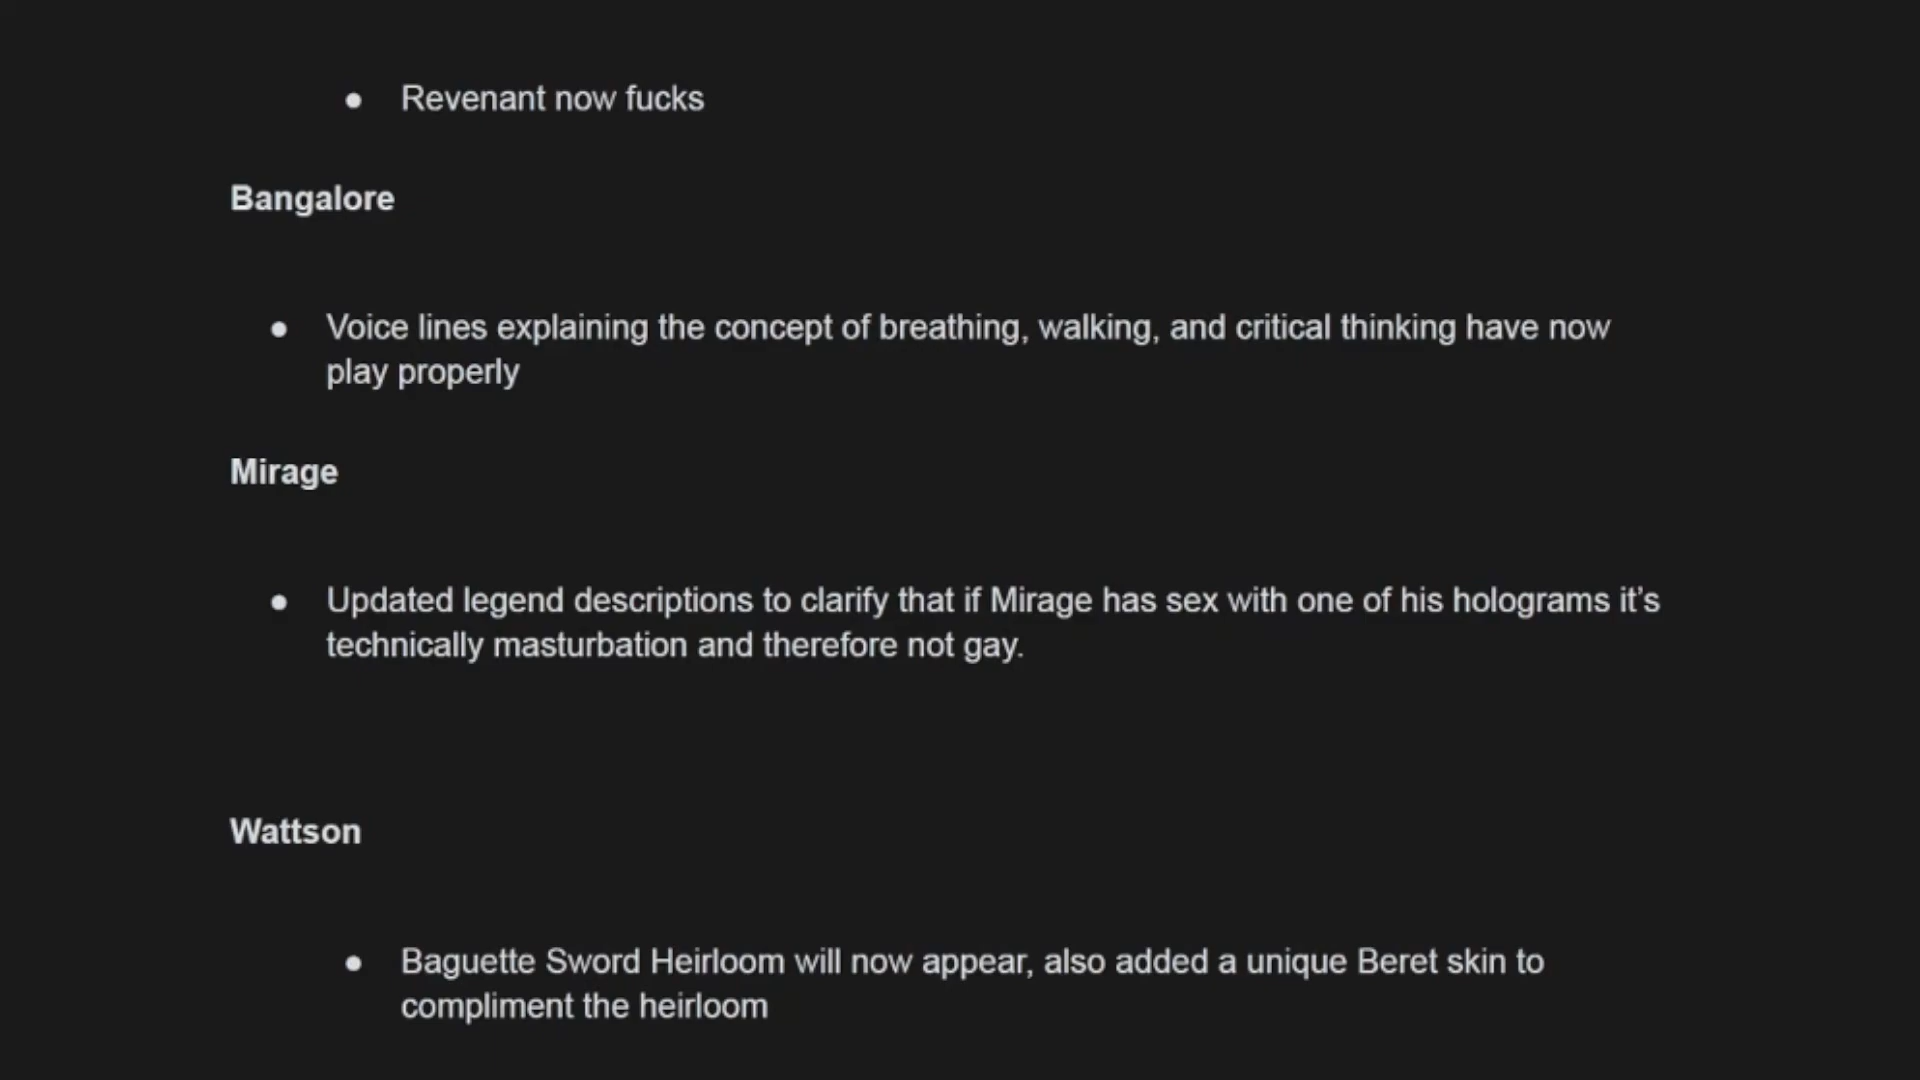 ● Revenant now fucks
Bangalore
● Voice lines explaining the concept of breathing, walking, and critical thinking have now
play properly
Mirage
● Updated legend descriptions to clarify that if Mirage has sex with one of his holograms it’s
technically masturbation and therefore not gay.
Wattson
● Baguette Sword Heirloom will now appear, also added a unique Beret skin to
compliment the heirloom